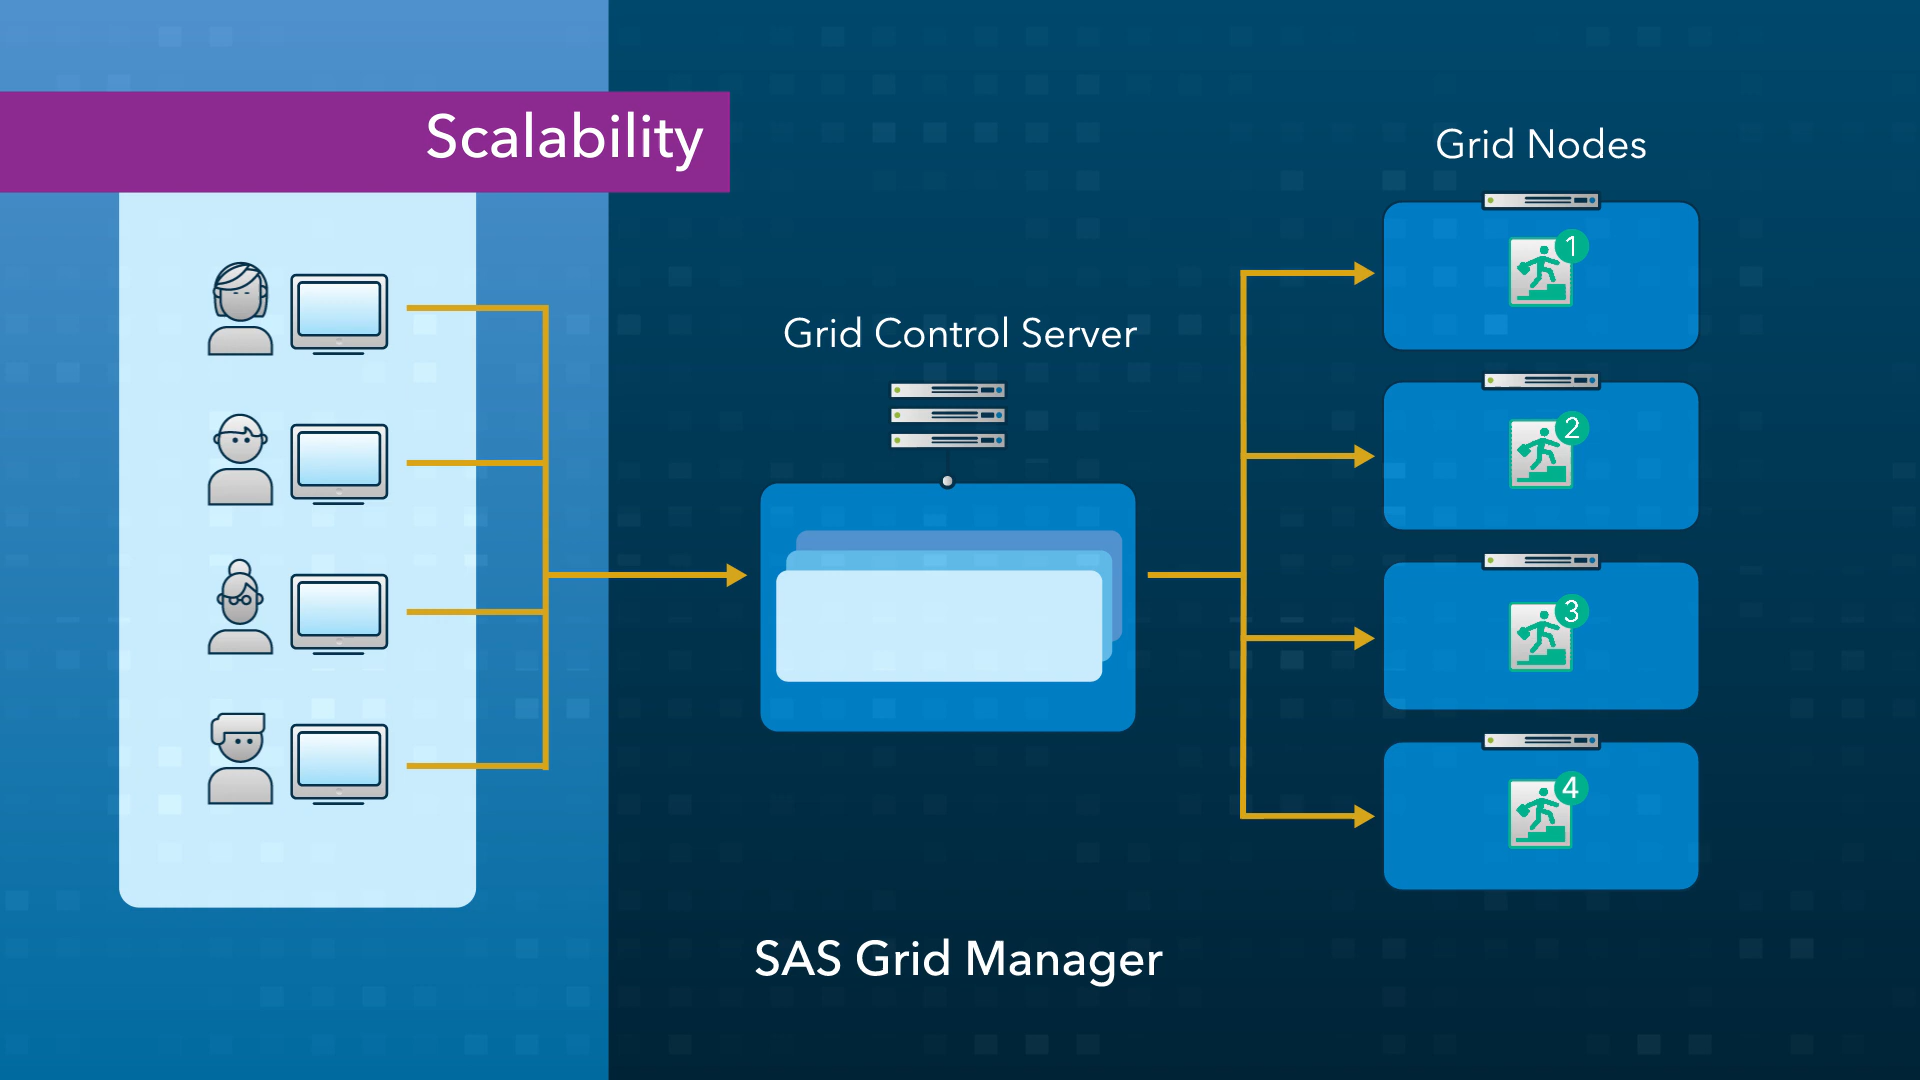 Scalability
Grid Control Server
SAS Grid Manager
Grid Nodes
1
2
3
4